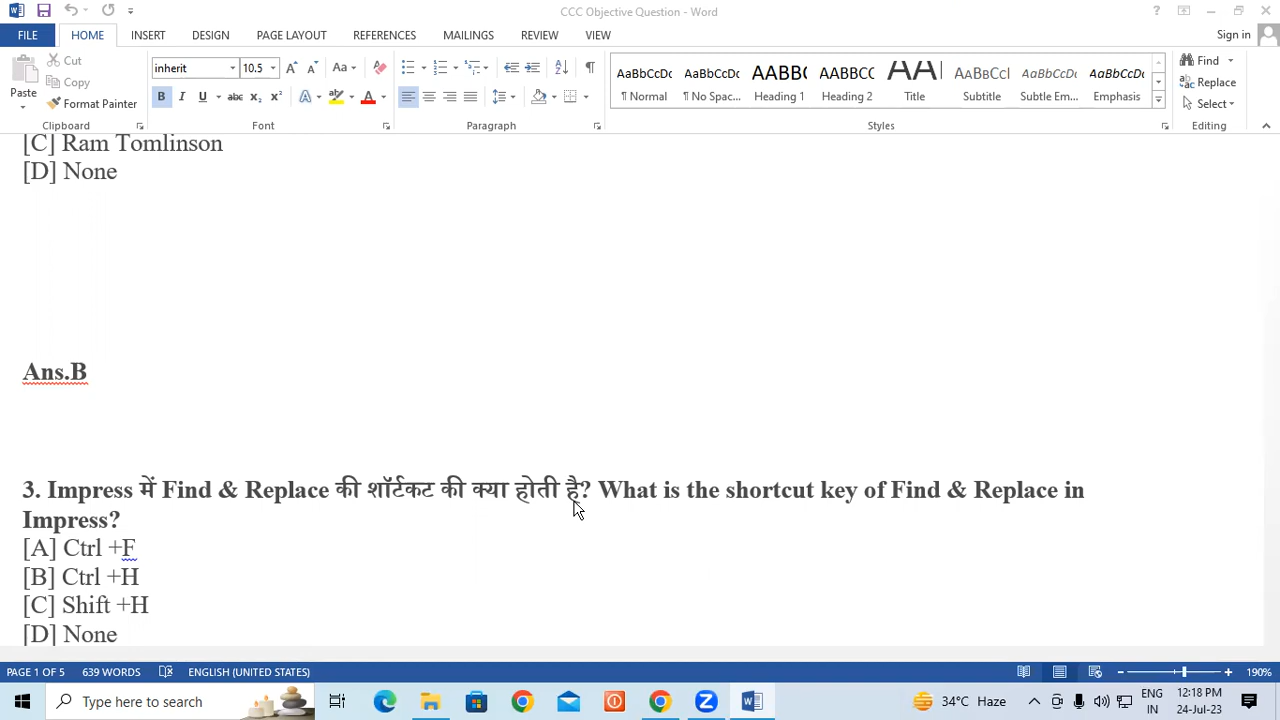 CCC Objective Question - Word
FILE HOME INSERT DESIGN PAGE LAYOUT REFERENCES MAILINGS REVIEW VIEW Sign in
Cut
Copy
Format Painter
Paste
inherit 10.5
AaBbCcDc AaBbCcDc AABBC AABBCC AA AaBbCcl AaBbCcDc AaBbCcDc
¶ Normal ¶ No Spac... Heading 1 Heading 2 Title Subtitle Subtle Em... Emphasis
Find
Replace
Select
Clipboard Font Paragraph Styles Editing
[C] Ram Tomlinson
[D] None
Ans.B
3. Impress में Find & Replace की शॉर्टकट की क्या होती है? What is the shortcut key of Find & Replace in
Impress?
[A] Ctrl +F
[B] Ctrl +H
[C] Shift +H
[D] None
PAGE 1 OF 5 639 WORDS ENGLISH (UNITED STATES) 190%
Type here to search
34°C Haze
ENG
IN
12:18 PM
24-Jul-23